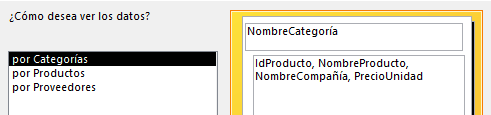 ¿Cómo desea ver los datos?
por Categorías
por Productos
por Proveedores
NombreCategoría
IdProducto, NombreProducto,
NombreCompañía, PrecioUnidad